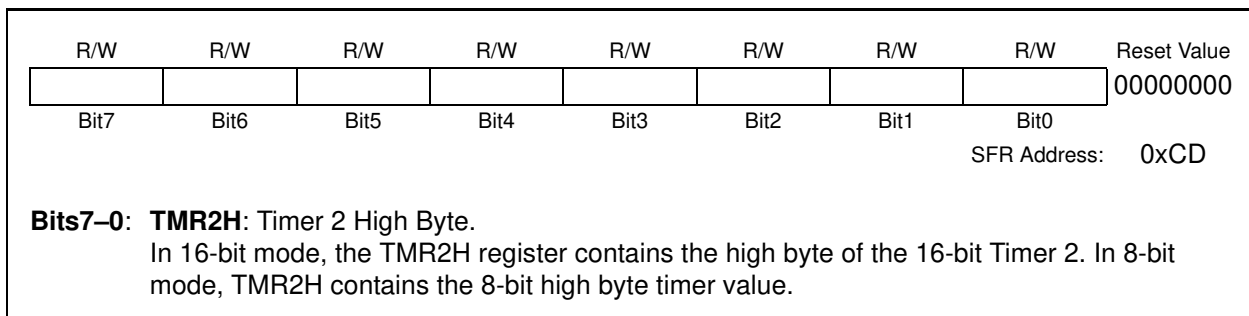 R/W R/W R/W R/W R/W R/W R/W R/W Reset Value
00000000
Bit7 Bit6 Bit5 Bit4 Bit3 Bit2 Bit1 Bit0
SFR Address: 0xCD
Bits7–0: TMR2H: Timer 2 High Byte.
In 16-bit mode, the TMR2H register contains the high byte of the 16-bit Timer 2. In 8-bit
mode, TMR2H contains the 8-bit high byte timer value.